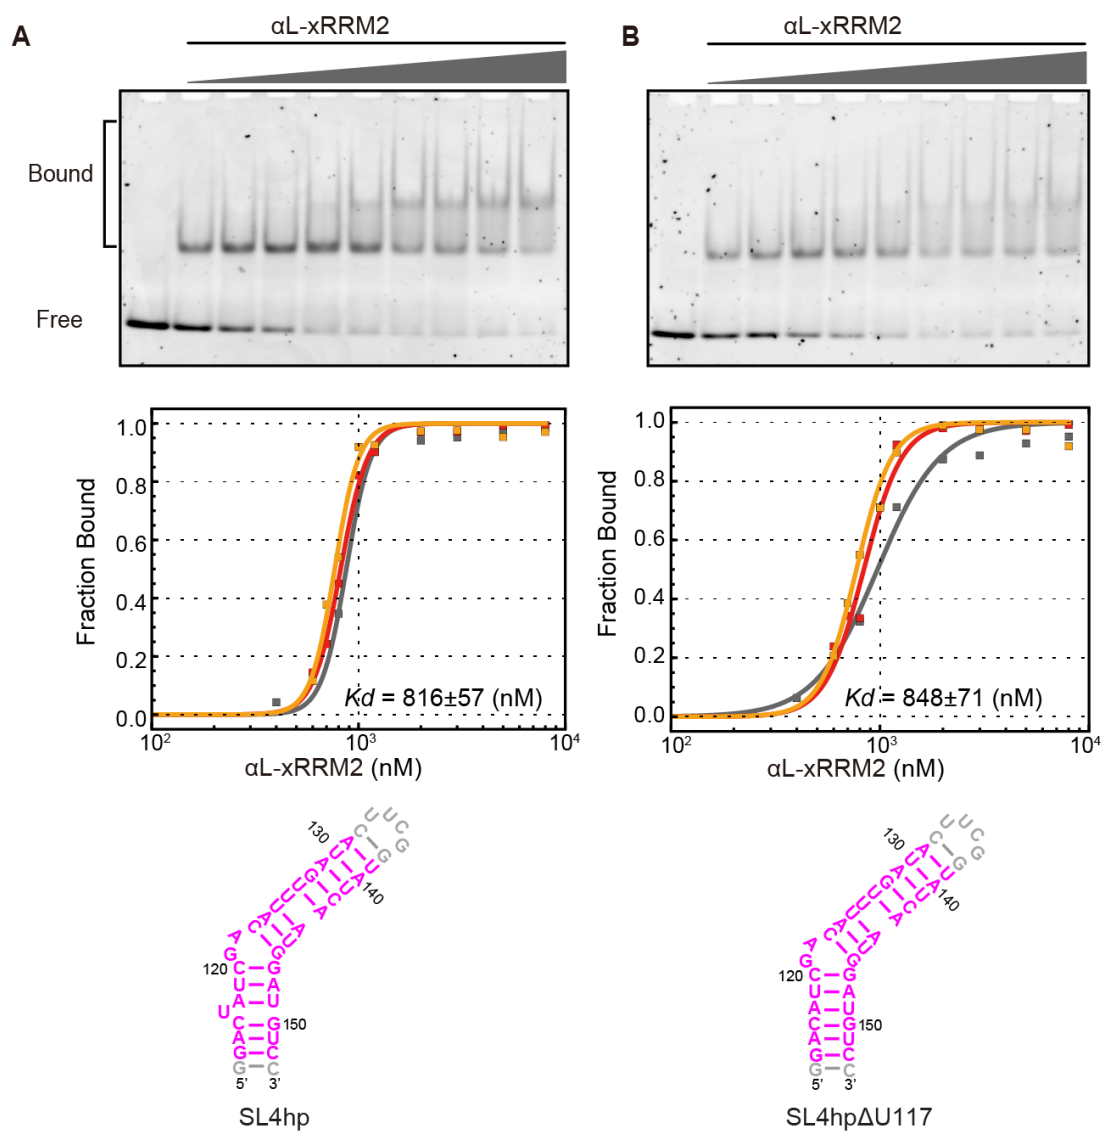 A
αL-xRRM2
B
αL-xRRM2
Bound
Free
1.0
0.8
0.6
0.4
0.2
0.0
Fraction Bound
Kd = 816±57 (nM)
10²
10³
10⁴
αL-xRRM2 (nM)
1.0
0.8
0.6
0.4
0.2
0.0
Fraction Bound
Kd = 848±71 (nM)
10²
10³
10⁴
αL-xRRM2 (nM)
130
140
120
150
5’
3’
SL4hp
130
140
120
150
5’
3’
SL4hpΔU117